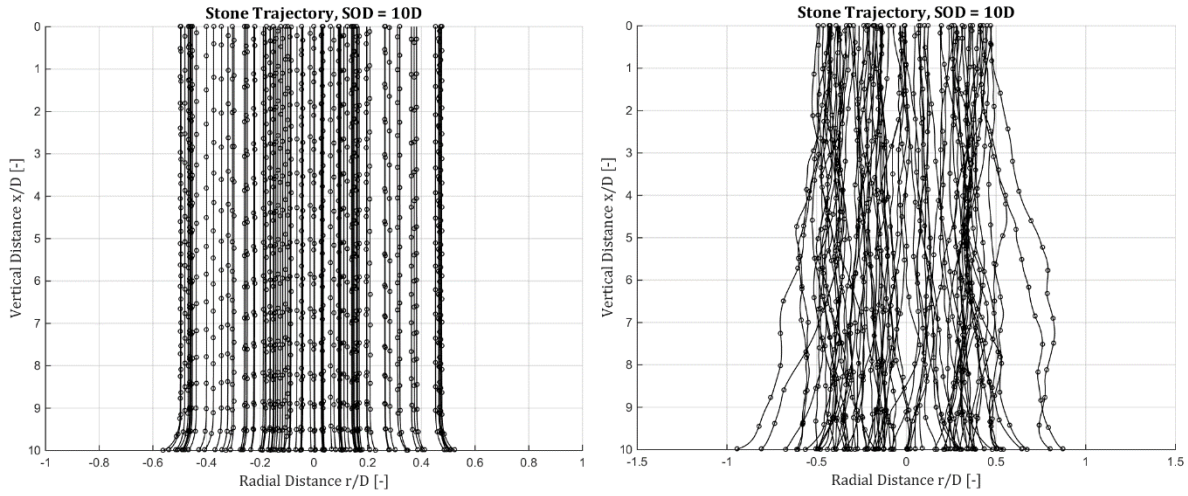 Stone Trajectory, SOD = 10D
0
1
2
3
4
5
6
7
8
9
10
Vertical Distance x/D [-]
-1 -0.8 -0.6 -0.4 -0.2 0 0.2 0.4 0.6 0.8 1
Radial Distance r/D [-]
Stone Trajectory, SOD = 10D
0
1
2
3
4
5
6
7
8
9
10
Vertical Distance x/D [-]
-1.5 -1 -0.5 0 0.5 1 1.5
Radial Distance r/D [-]